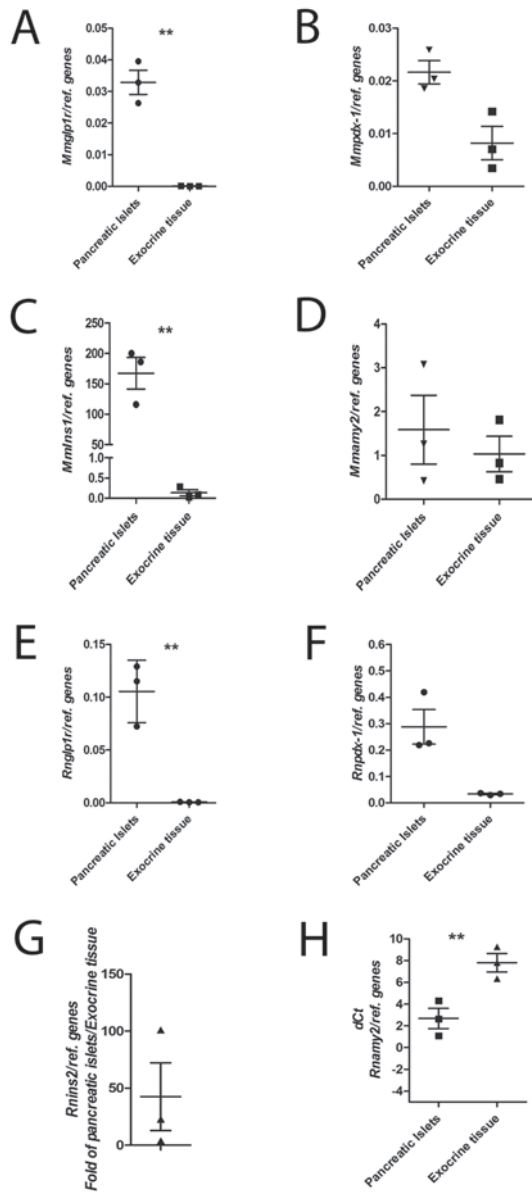 A
**
Mmglp1r/ref. genes
0.05
0.04
0.03
0.02
0.01
0.00
Pancreatic Islets
Exocrine tissue
B
Mmpdx-1/ref. genes
0.03
0.02
0.01
0.00
Pancreatic Islets
Exocrine tissue
C
**
MmIns1/ref. genes
250
200
150
100
50
1.0
0.5
0.0
Pancreatic Islets
Exocrine tissue
D
Mmamy2/ref. genes
4
3
2
1
0
Pancreatic Islets
Exocrine tissue
E
**
Rnglp1r/ref. genes
0.15
0.10
0.05
0.00
Pancreatic Islets
Exocrine tissue
F
Rnpdx-1/ref. genes
0.6
0.5
0.4
0.3
0.2
0.1
0.0
Pancreatic Islets
Exocrine tissue
G
Rnins2/ref. genes
Fold of pancreatic islets/Exocrine tissue
100
50
0
H
**
dCt
Rnamy2/ref. genes
10
8
6
4
2
0
-2
-4
Pancreatic Islets
Exocrine tissue